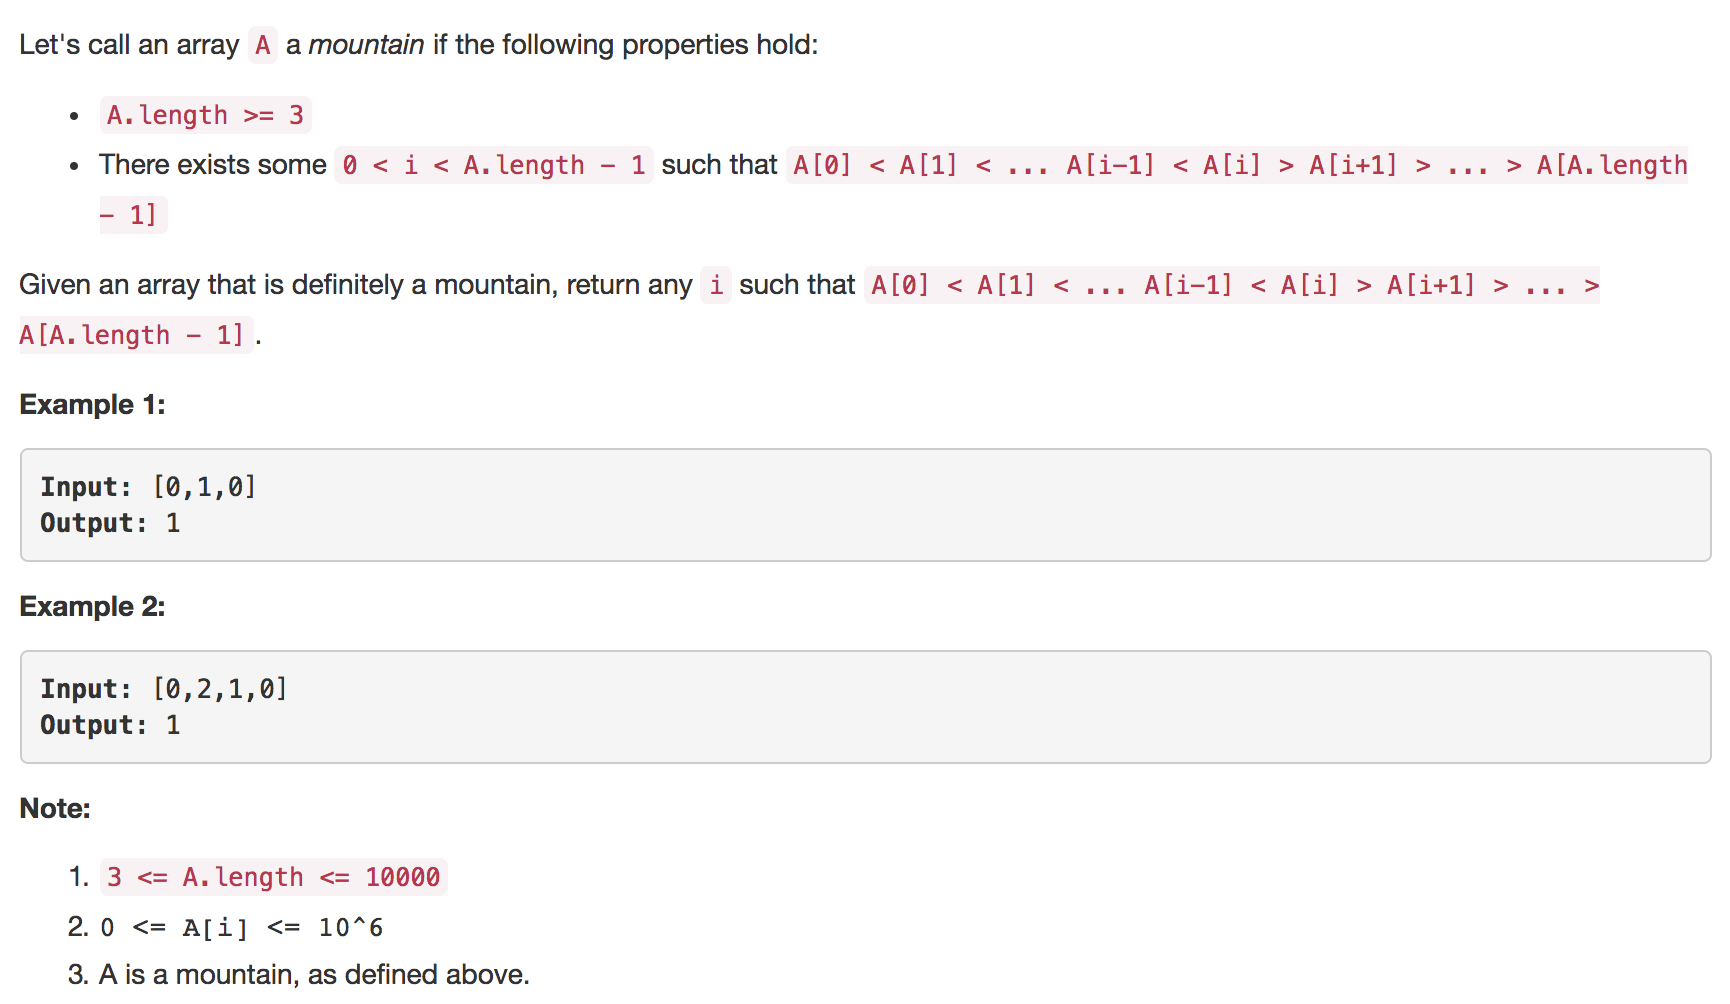 Let's call an array A a mountain if the following properties hold:
• A.length >= 3
• There exists some 0 < i < A.length - 1 such that A[0] < A[1] < ... A[i-1] < A[i] > A[i+1] > ... > A[A.length
- 1]
Given an array that is definitely a mountain, return any i such that A[0] < A[1] < ... A[i-1] < A[i] > A[i+1] > ... >
A[A.length - 1].
Example 1:
Input: [0,1,0]
Output: 1
Example 2:
Input: [0,2,1,0]
Output: 1
Note:
1. 3 <= A.length <= 10000
2. 0 <= A[i] <= 10^6
3. A is a mountain, as defined above.